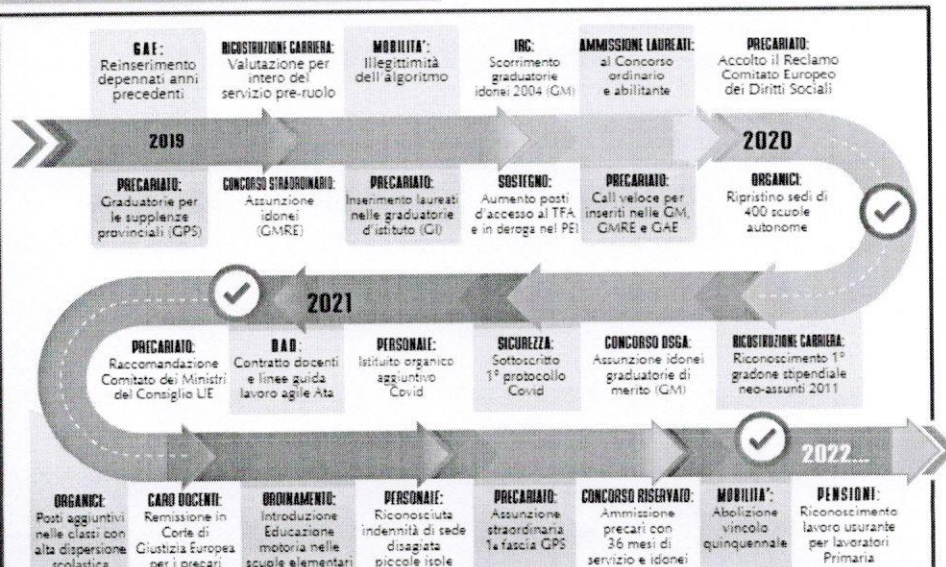 GAE:
Reinserimento
depennati anni
precedenti
RICOSTRUZIONE CARRIERA:
Valutazione per
intero del
servizio pre-ruolo
MOBILITA':
Illegittimità
dell'algoritmo
IRC:
Scorrimento
graduatorie
idonei 2004 (GM)
AMMISSIONE LAUREATI:
al Concorso
ordinario
e abilitante
PRECARIATO:
Accolto il Reclamo
Comitato Europeo
dei Diritti Sociali
2019
2020
PRECARIATO:
Graduatorie per
le supplenze
provinciali (GPS)
CONCORSO STRAORDINARIO:
Assunzione
idonei
(GMRE)
PRECARIATO:
Inserimento laureati
nelle graduatorie
d'istituto (GI)
SOSTEGNO:
Aumento posti
d'accesso al TFA
e in deroga nel PEI
PRECARIATO:
Call veloce per
inseriti nelle GM,
GMRE e GAE
ORGANICI:
Ripristino sedi di
400 scuole
autonome
2021
PRECARIATO:
Raccomandazione
Comitato dei Ministri
del Consiglio UE
DAD:
Contratto docenti
e linee guida
lavoro agile Ata
PERSONALE:
Istituito organico
aggiuntivo
Covid
SICUREZZA:
Sottoscritto
1º protocollo
Covid
CONCORSO DSGA:
Assunzione idonei
graduatorie di
merito (GM)
RICOSTRUZIONE CARRIERA:
Riconoscimento 1º
gradone stipendiale
neo-assunti 2011
2022...
ORGANICI:
Posti aggiuntivi
nelle classi con
alta dispersione
scolastica
CARD DOCENTE:
Remissione in
Corte di
Giustizia Europea
per i precari
ORDINAMENTO:
Introduzione
Educazione
motoria nelle
scuole elementari
PERSONALE:
Riconosciuta
indennità di sede
disagiata
piccole isole
PRECARIATO:
Assunzione
straordinaria
1a fascia GPS
CONCORSO RISERVATO:
Ammissione
precari con
36 mesi di
servizio e idonei
MOBILITA':
Abolizione
vincolo
quinquennale
PENSIONI:
Riconoscimento
lavoro usurante
per lavoratori
Primaria